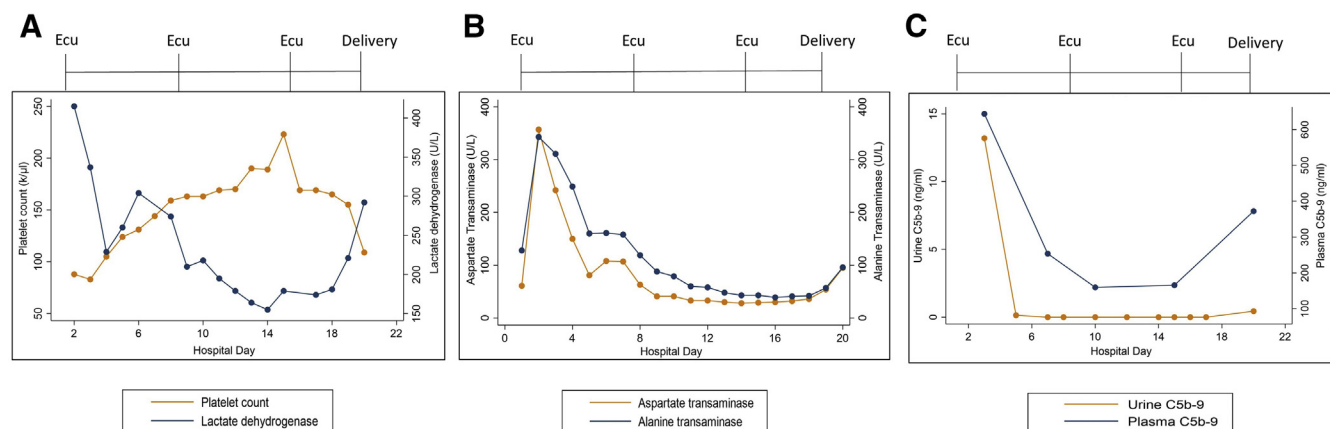 A
Ecu Ecu Ecu Delivery
250
200
150
100
50
Platelet count (k/µl)
400
350
300
250
200
150
Lactate dehydrogenase (U/L)
2 6 10 14 18 22
Hospital Day
Platelet count
Lactate dehydrogenase
B
Ecu Ecu Ecu Delivery
400
300
200
100
0
Aspartate Transaminase (U/L)
400
300
200
100
0
Alanine Transaminase (U/L)
0 4 8 12 16 20
Hospital Day
Aspartate transaminase
Alanine transaminase
C
Ecu Ecu Ecu Delivery
15
10
5
0
Urine C5b-9 (ng/ml)
600
500
400
300
200
100
Plasma C5b-9 (ng/ml)
2 6 10 14 18 22
Hospital Day
Urine C5b-9
Plasma C5b-9